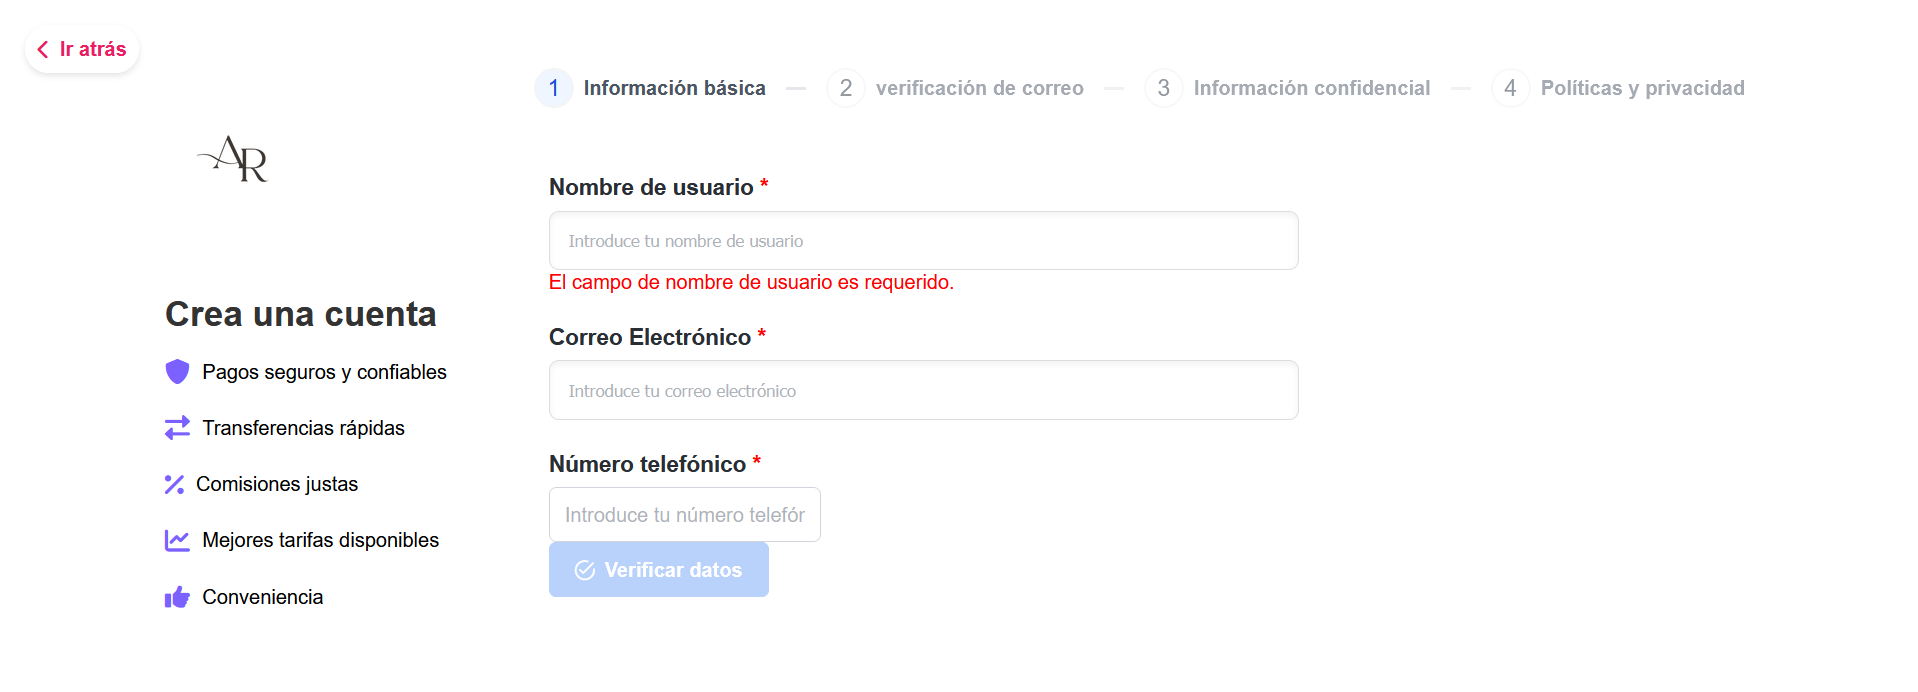 Ir atrás
1 Información básica
2 verificación de correo
3 Información confidencial
4 Políticas y privacidad
AR
Crea una cuenta
Pagos seguros y confiables
Transferencias rápidas
Comisiones justas
Mejores tarifas disponibles
Conveniencia
Nombre de usuario *
Introduce tu nombre de usuario
El campo de nombre de usuario es requerido.
Correo Electrónico *
Introduce tu correo electrónico
Número telefónico *
Introduce tu número telefór
Verificar datos